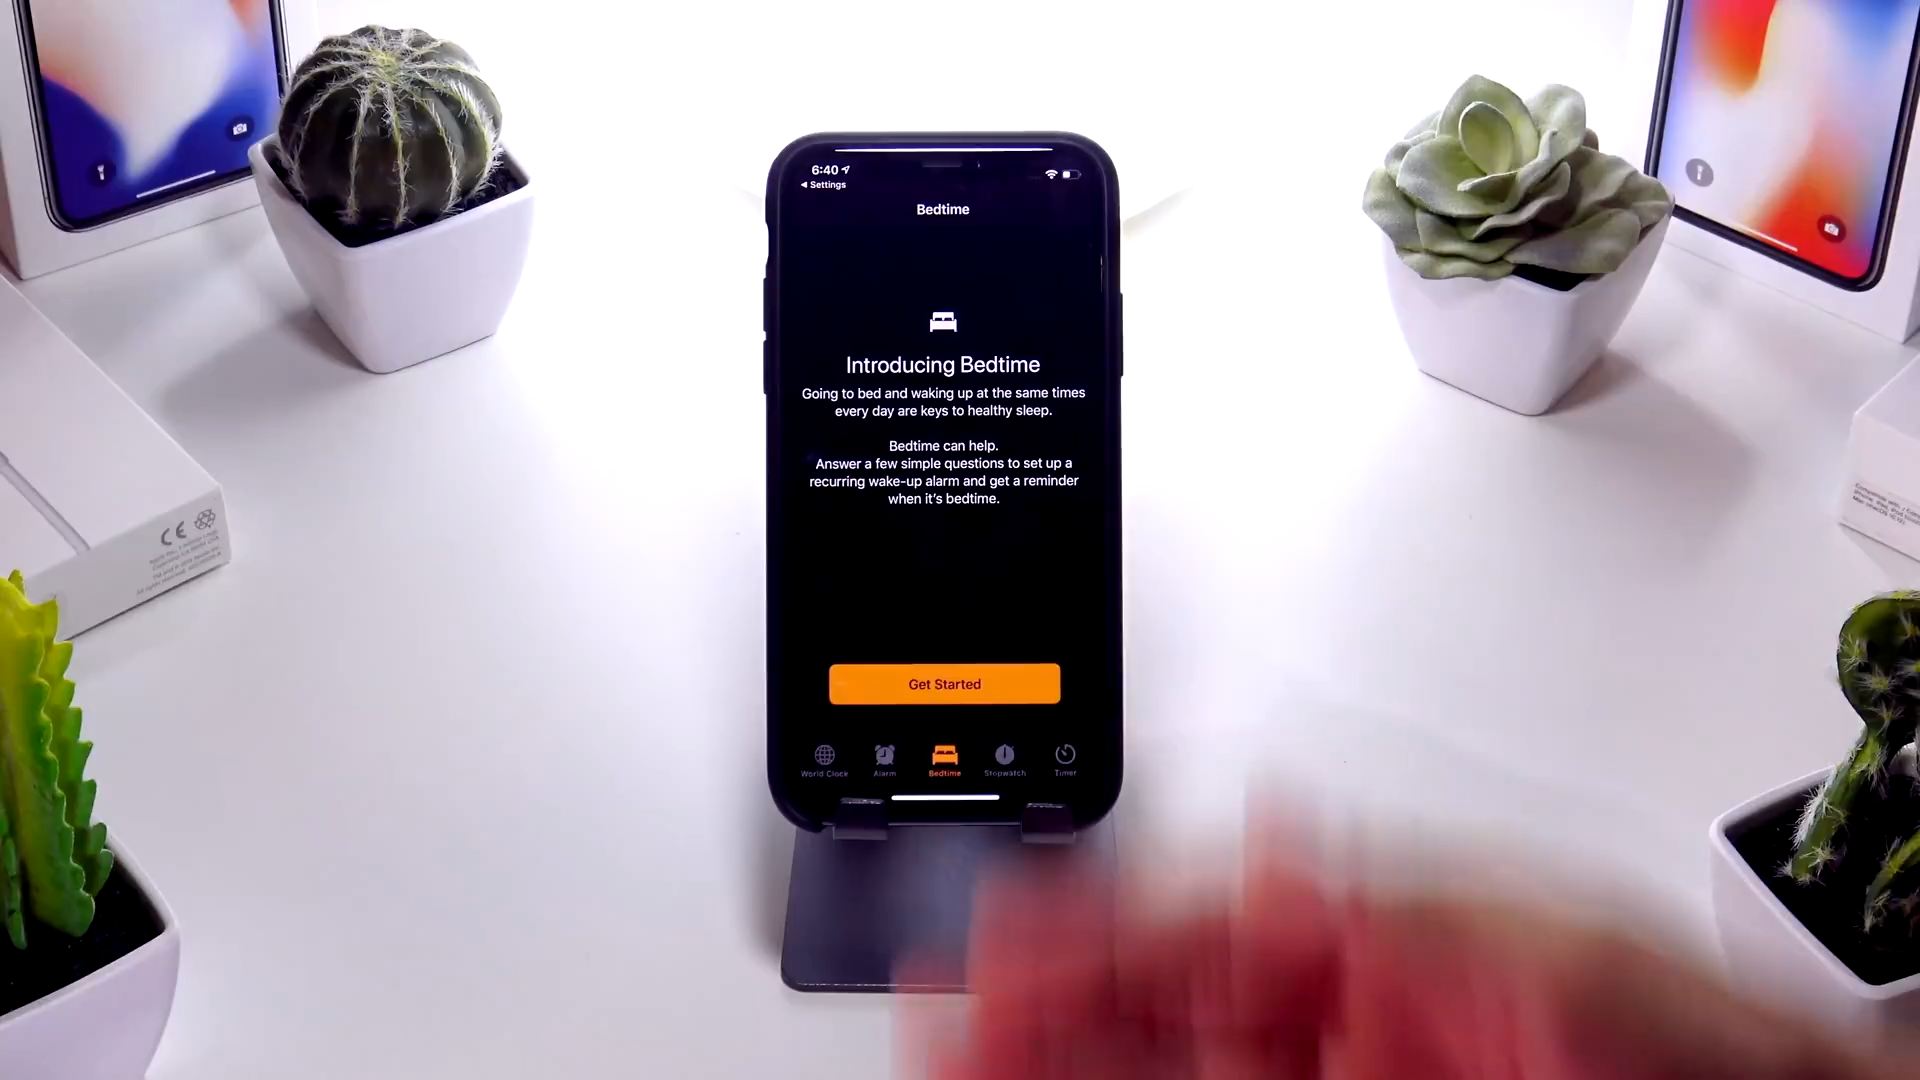 6:40
Settings
Bedtime
Introducing Bedtime
Going to bed and waking up at the same times
every day are keys to healthy sleep.
Bedtime can help.
Answer a few simple questions to set up a
recurring wake-up alarm and get a reminder
when it's bedtime.
Get Started
World Clock
Alarm
Bedtime
Stopwatch
Timer
CE